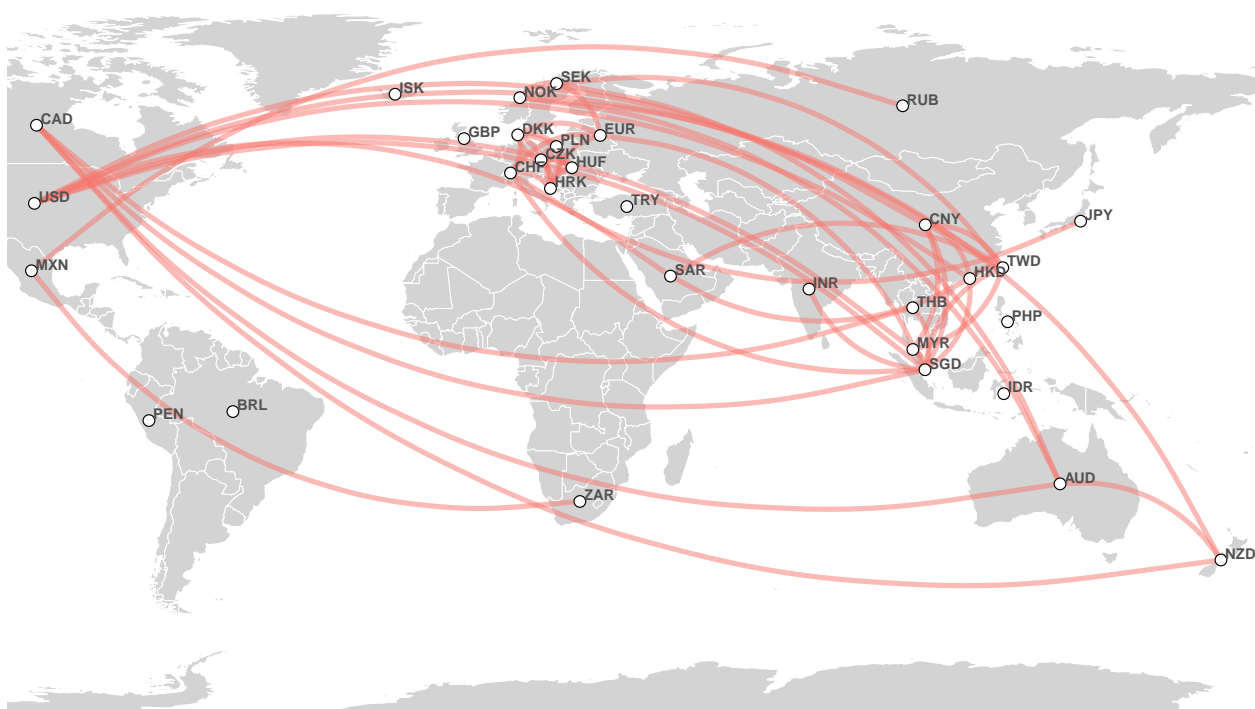 SEK
ISK
NOK
RUB
CAD
DKK
EUR
GBP
PLN
CZK
HUF
CHF
HRK
USD
TRY
CNY
JPY
MXN
SAR
TWD
HKD
INR
THB
PHP
MYR
SGD
IDR
PEN
BRL
AUD
ZAR
NZD